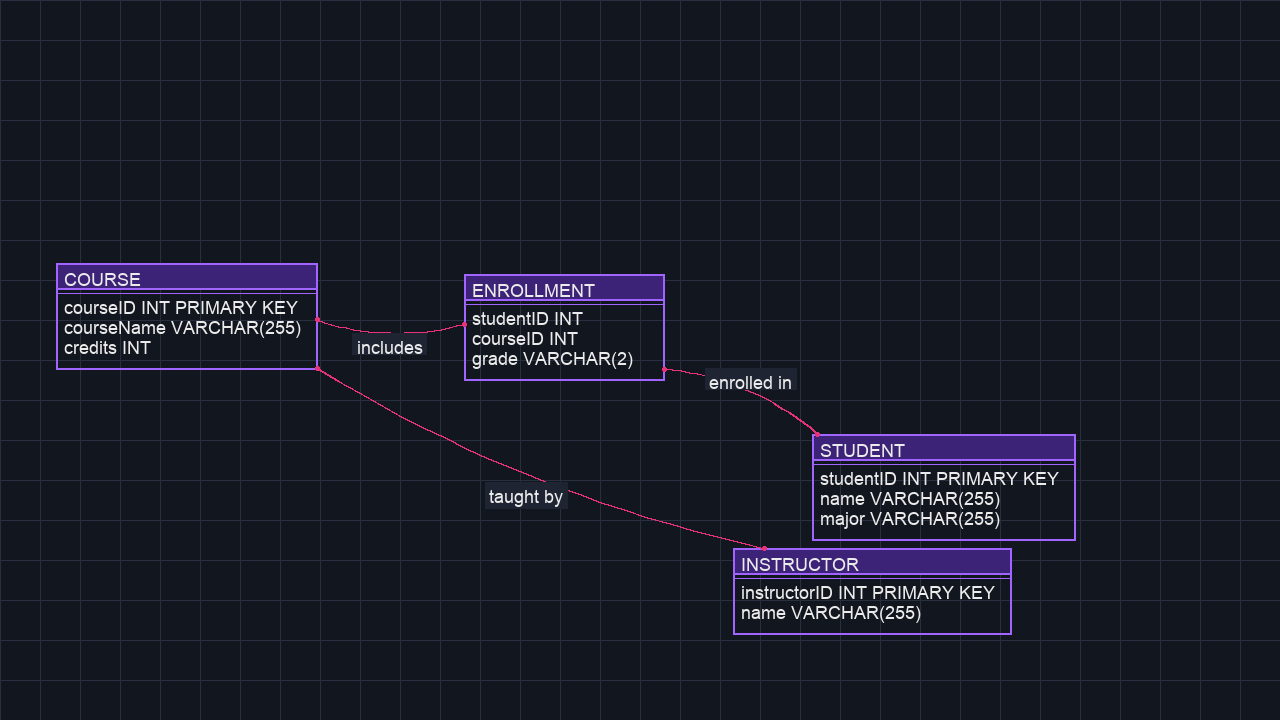 COURSE
courseID INT PRIMARY KEY
courseName VARCHAR(255)
credits INT
includes
ENROLLMENT
studentID INT
courseID INT
grade VARCHAR(2)
enrolled in
STUDENT
studentID INT PRIMARY KEY
name VARCHAR(255)
major VARCHAR(255)
taught by
INSTRUCTOR
instructorID INT PRIMARY KEY
name VARCHAR(255)